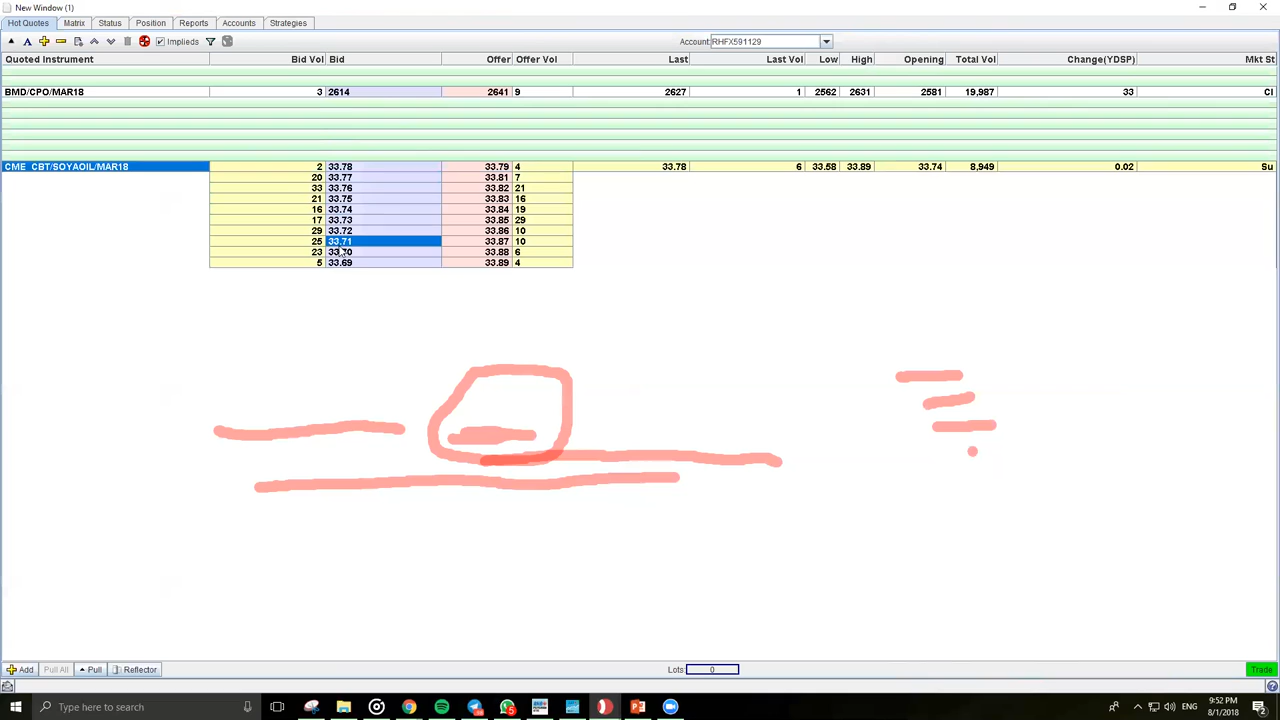 New Window (1)
Hot Quotes Matrix Status Position Reports Accounts Strategies
A Implieds Account: RHFX591129
Quoted Instrument Bid Vol Bid Offer Offer Vol Last Last Vol Low High Opening Total Vol Change(YDSP) Mkt St
BMD/CPO/MAR18 3 2614 2641 9 2627 1 2562 2631 2581 19,987 33 Cl
CME CBT/SOYAOIL/MAR18 2 33.78 33.79 4 33.78 6 33.58 33.89 33.74 8,949 0.02 Su
20 33.77 33.81 7
33 33.76 33.82 21
21 33.75 33.83 16
16 33.74 33.84 19
17 33.73 33.85 29
29 33.72 33.86 10
25 33.71 33.87 10
23 33.70 33.88 6
5 33.69 33.89 4
Add Pull All Pull Reflector Lots: 0 Trade
Type here to search 5 ENG 9:52 PM
8/1/2018 2